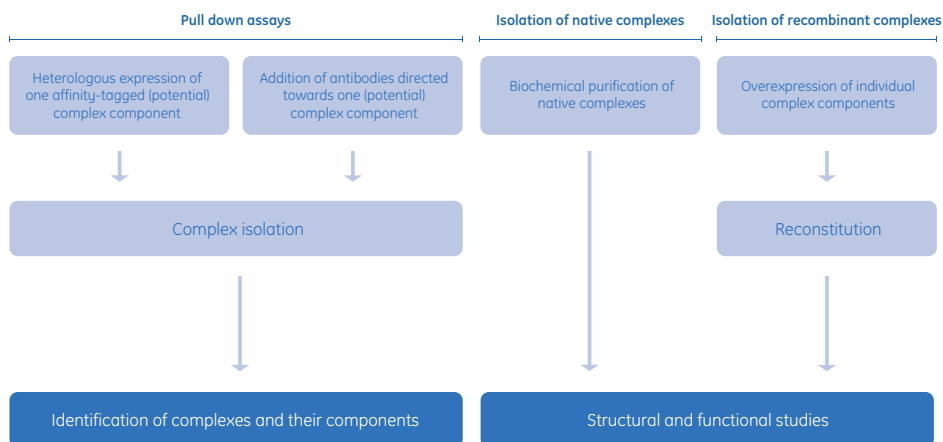 Pull down assays
Isolation of native complexes
Isolation of recombinant complexes
Heterologous expression of
one affinity-tagged (potential)
complex component
Addition of antibodies directed
towards one (potential)
complex component
Biochemical purification of
native complexes
Overexpression of individual
complex components
Complex isolation
Reconstitution
Identification of complexes and their components
Structural and functional studies